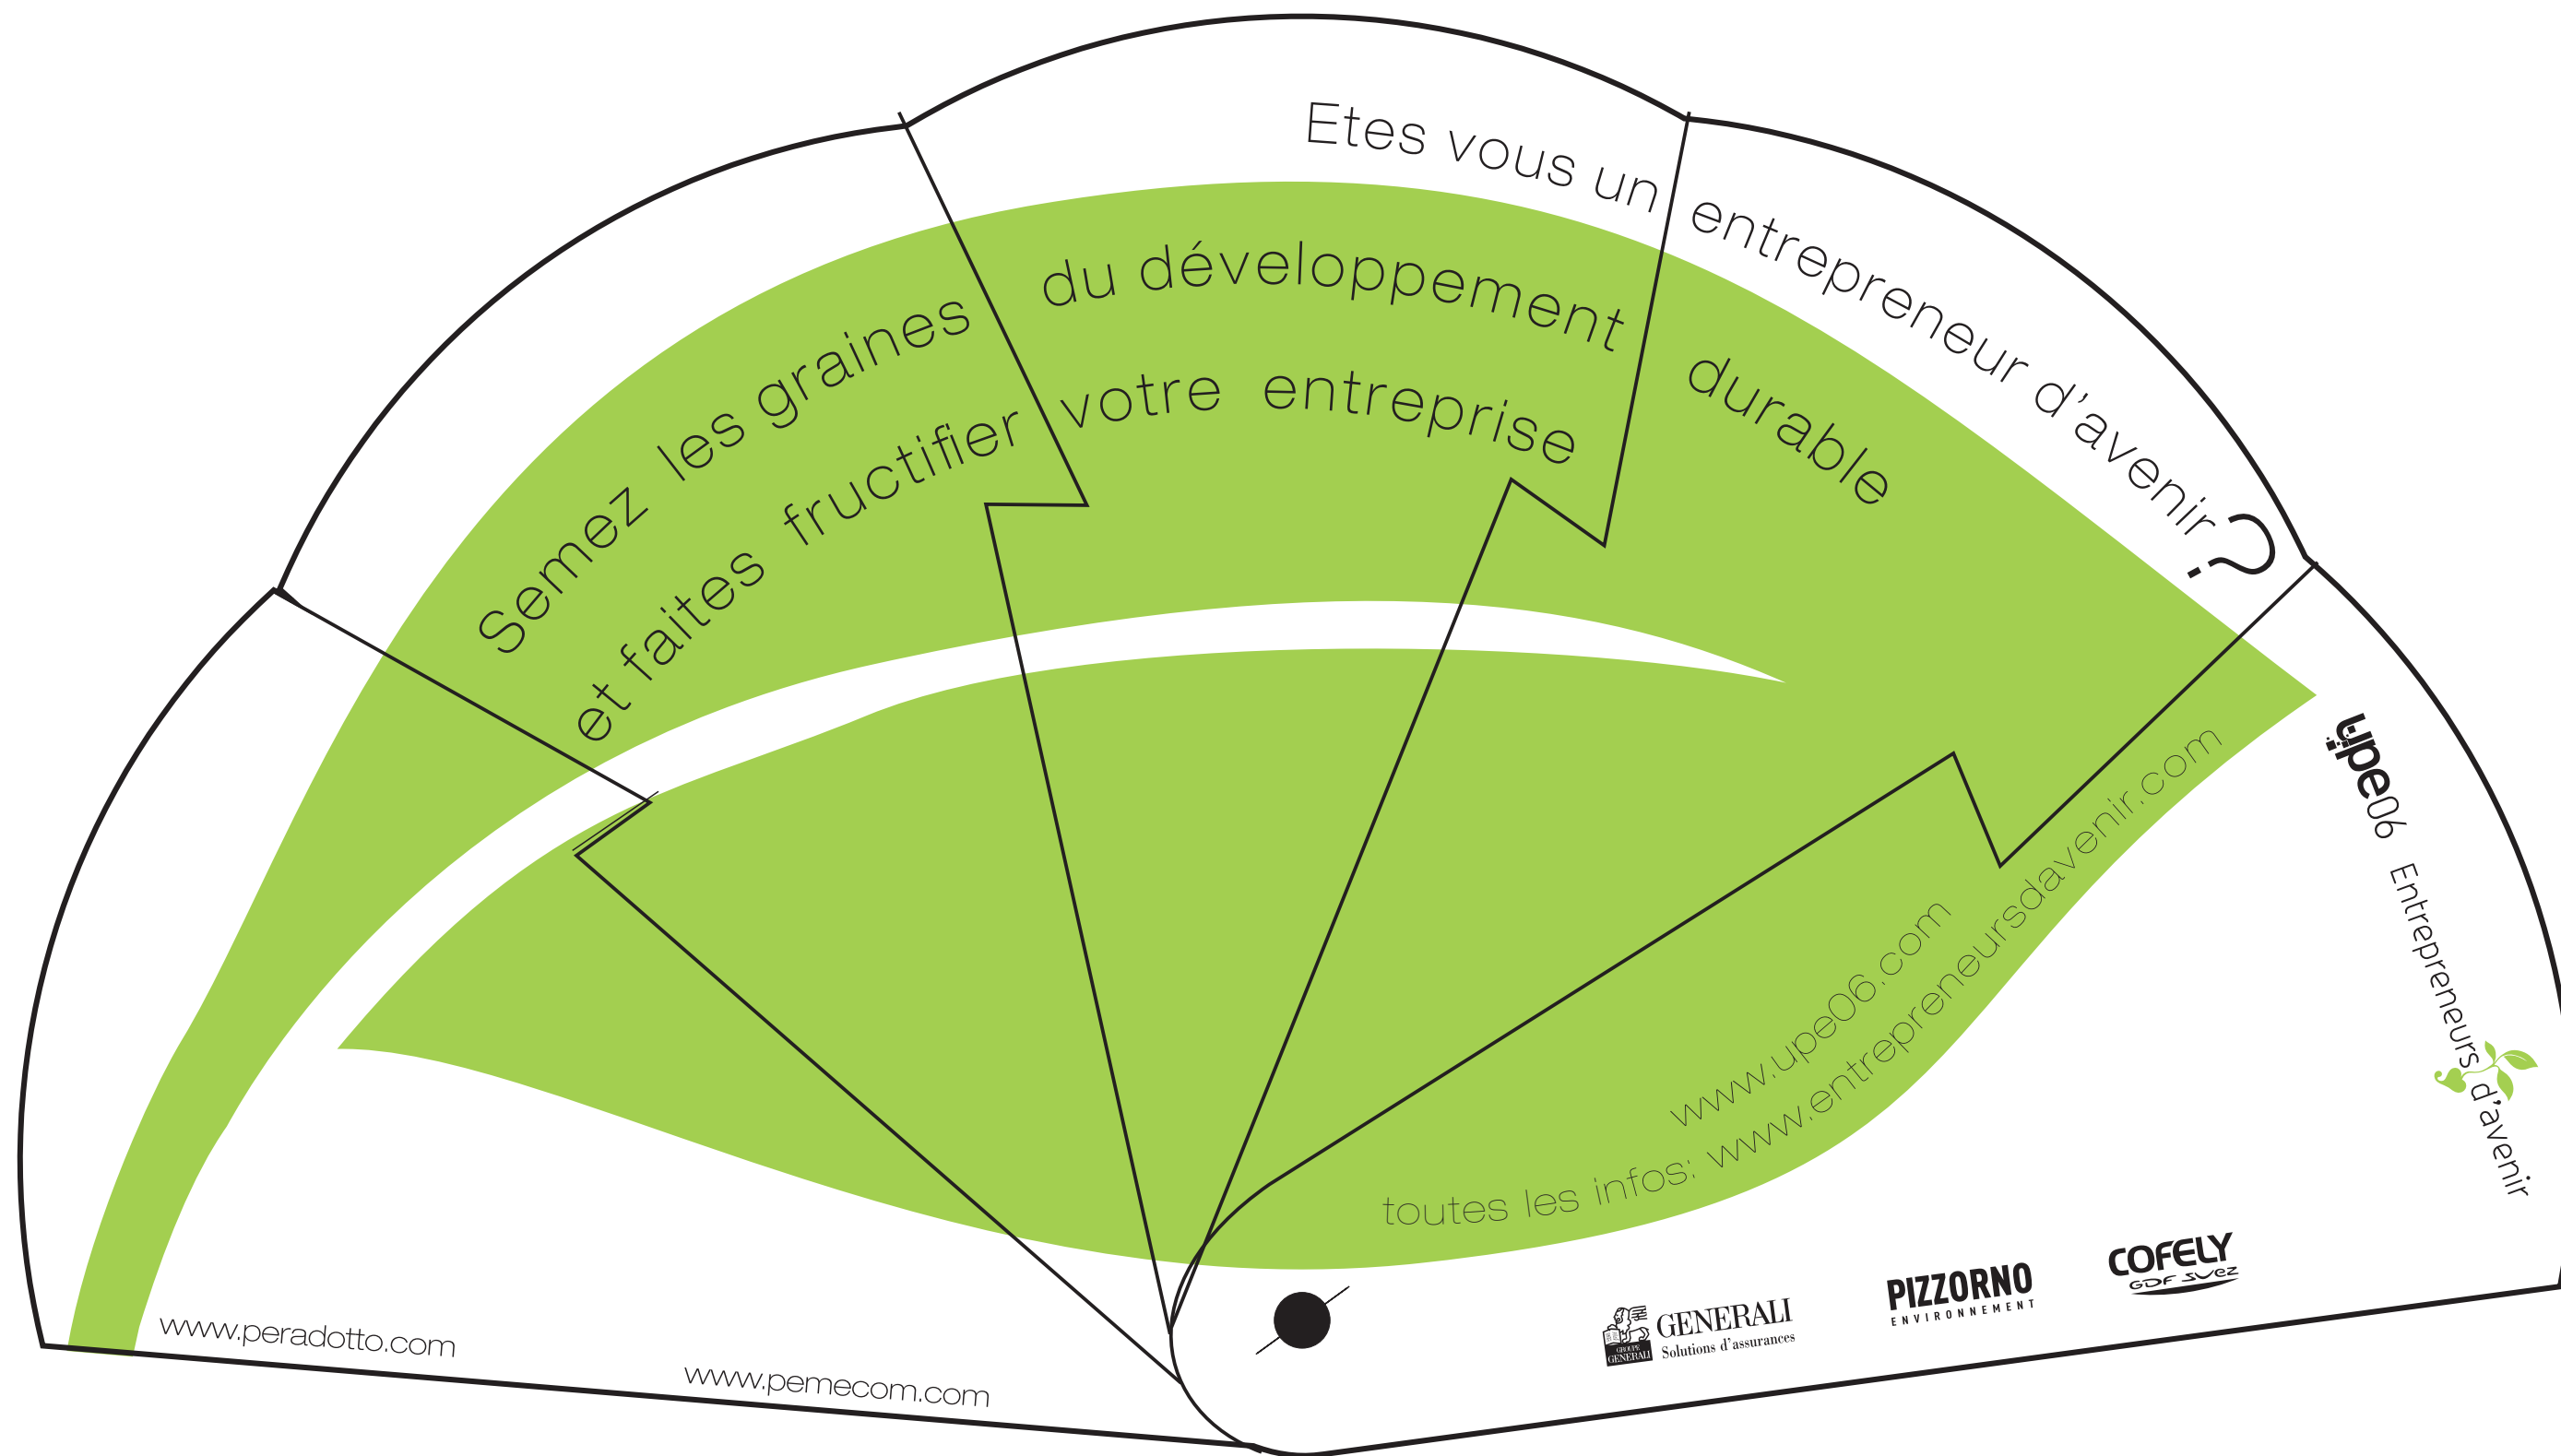 Etes vous un entrepreneur d'avenir?
Semez les graines du développement durable
et faites fructifier votre entreprise
www.upe06.com
toutes les infos: www.entrepreneursdavenir.com
upe06 Entrepreneurs d'avenir
www.peradotto.com
www.pemecom.com
GROUPE GENERALI
GENERALI
Solutions d'assurances
PIZZORNO
ENVIRONNEMENT
COFELY
GDF SUEZ